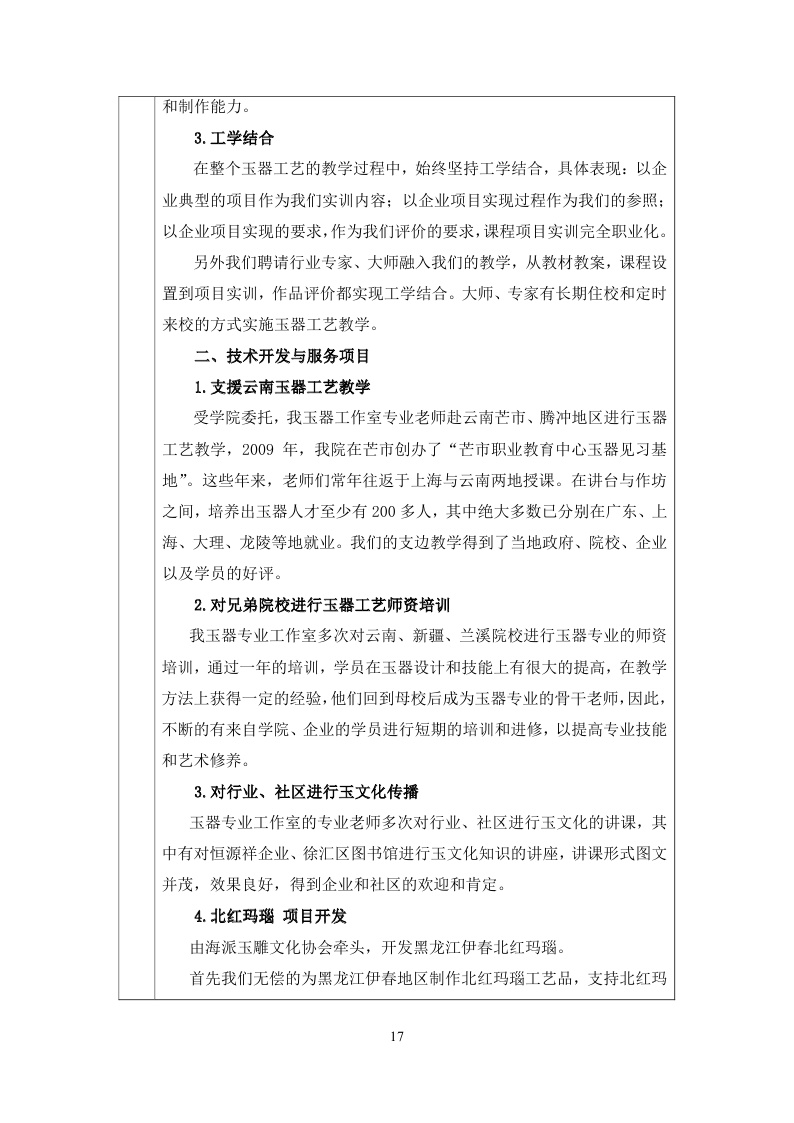 和制作能力。
3.工学结合
在整个玉器工艺的教学过程中，始终坚持工学结合，具体表现：以企
业典型的项目作为我们实训内容；以企业项目实现过程作为我们的参照；
以企业项目实现的要求，作为我们评价的要求，课程项目实训完全职业化。
另外我们聘请行业专家、大师融入我们的教学，从教材教案，课程设
置到项目实训，作品评价都实现工学结合。大师、专家有长期住校和定时
来校的方式实施玉器工艺教学。
二、技术开发与服务项目
1.支援云南玉器工艺教学
受学院委托，我玉器工作室专业老师赴云南芒市、腾冲地区进行玉器
工艺教学，2009 年，我院在芒市创办了“芒市职业教育中心玉器见习基
地”。这些年来，老师们常年往返于上海与云南两地授课。在讲台与作坊
之间，培养出玉器人才至少有 200 多人，其中绝大多数已分别在广东、上
海、大理、龙陵等地就业。我们的支边教学得到了当地政府、院校、企业
以及学员的好评。
2.对兄弟院校进行玉器工艺师资培训
我玉器专业工作室多次对云南、新疆、兰溪院校进行玉器专业的师资
培训，通过一年的培训，学员在玉器设计和技能上有很大的提高，在教学
方法上获得一定的经验，他们回到母校后成为玉器专业的骨干老师，因此，
不断的有来自学院、企业的学员进行短期的培训和进修，以提高专业技能
和艺术修养。
3.对行业、社区进行玉文化传播
玉器专业工作室的专业老师多次对行业、社区进行玉文化的讲课，其
中有对恒源祥企业、徐汇区图书馆进行玉文化知识的讲座，讲课形式图文
并茂，效果良好，得到企业和社区的欢迎和肯定。
4.北红玛瑙 项目开发
由海派玉雕文化协会牵头，开发黑龙江伊春北红玛瑙。
首先我们无偿的为黑龙江伊春地区制作北红玛瑙工艺品，支持北红玛
17